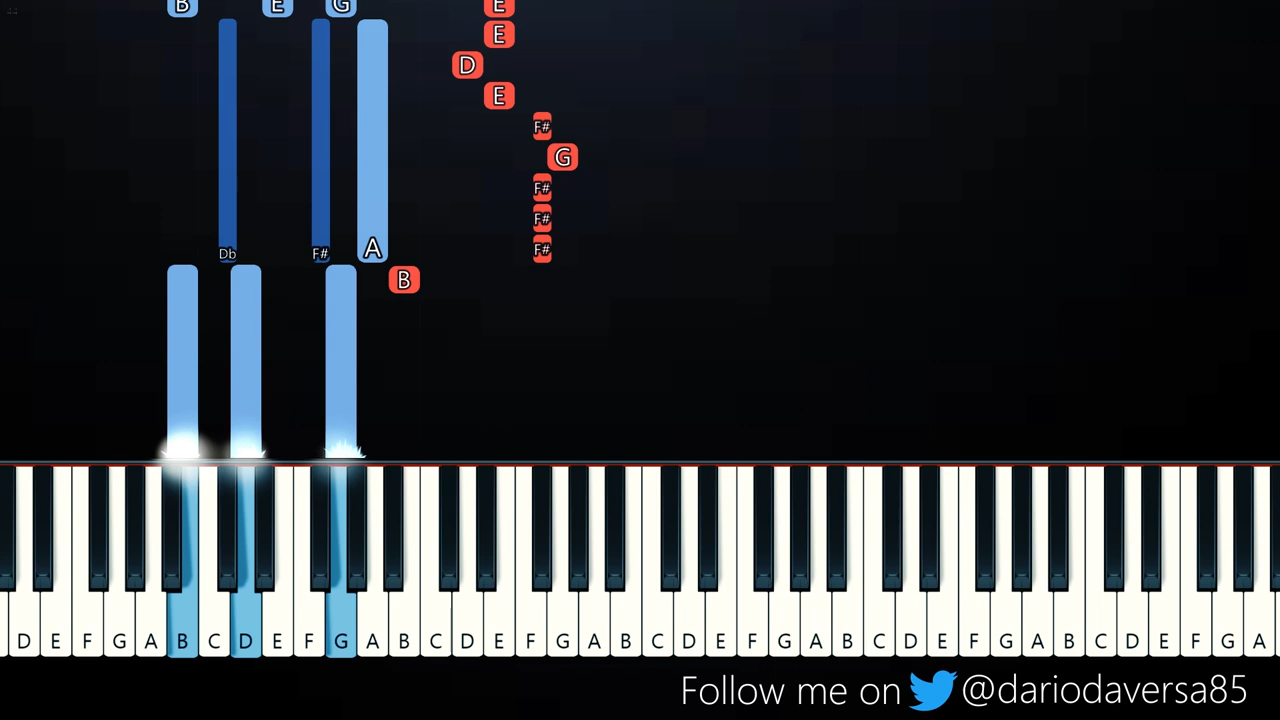 B E G E
E
D
E
F#
G
F#
F#
Db F# A F#
B
D E F G A B C D E F G A B C D E F G A B C D E F G A B C D E F G A B C D E F G A
Follow me on @dariodaversa85